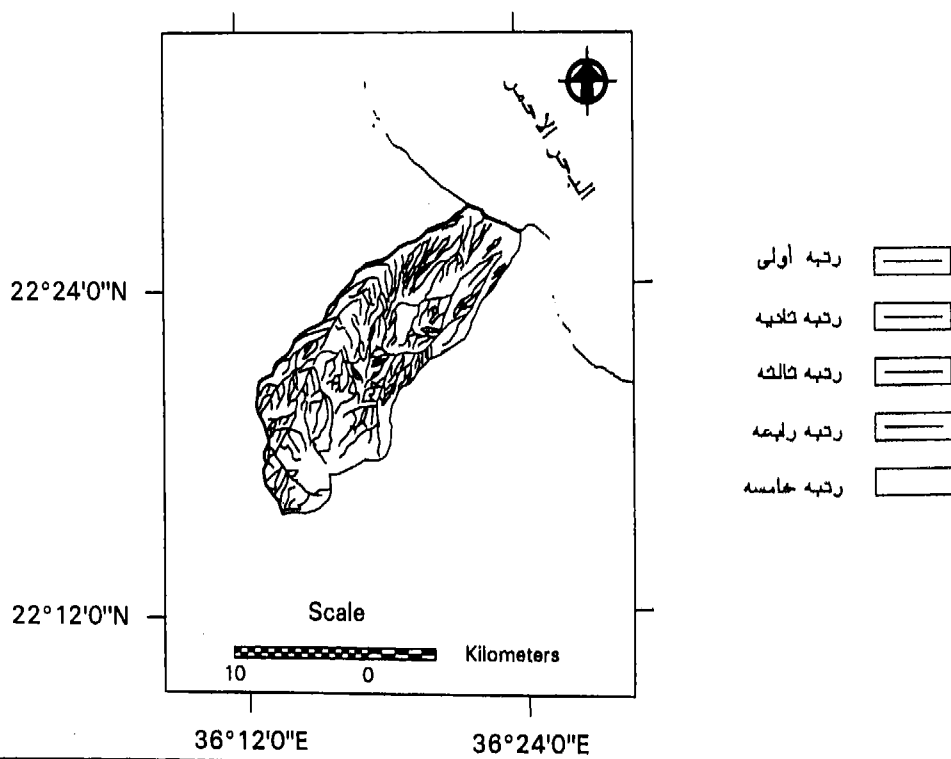 البحر الاحمر
22°24'0"N
22°12'0"N
Scale
10 0 Kilometers
36°12'0"E 36°24'0"E
رتبه أولى
رتبه ثانيه
رتبه ثالثه
رتبه رابعه
رتبه خامسه